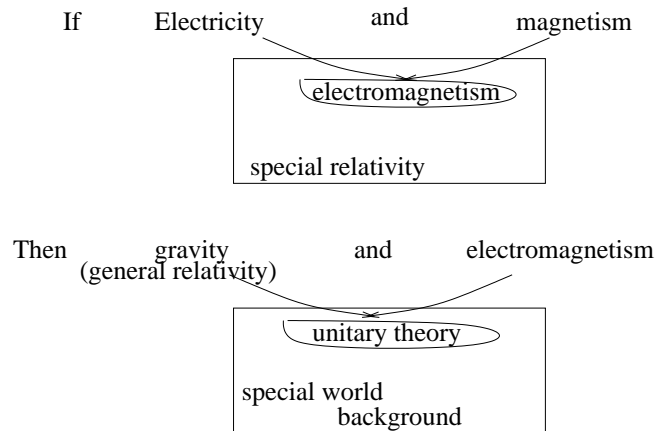 If Electricity and magnetism
electromagnetism
special relativity
Then gravity and electromagnetism
(general relativity)
unitary theory
special world
background